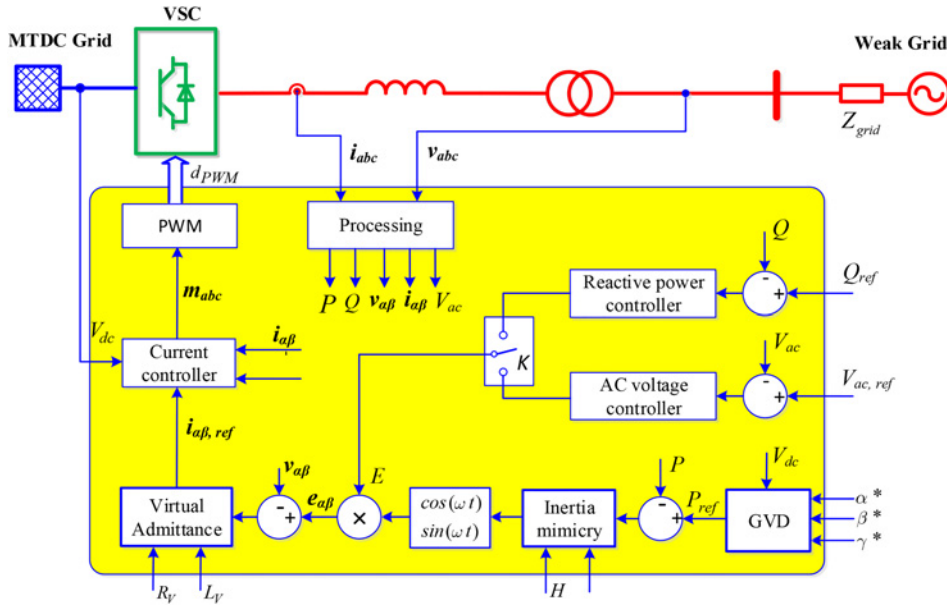 VSC
MTDC Grid
Weak Grid
Z_grid
i_abc
v_abc
d_PWM
PWM
Processing
P Q v_αβ i_αβ V_ac
Q
Q_ref
Reactive power
controller
m_abc
V_dc
Current
controller
i_αβ
K
V_ac
V_ac, ref
AC voltage
controller
i_αβ, ref
v_αβ
e_αβ
E
P
P_ref
V_dc
Virtual
Admittance
- +
×
cos(ωt)
sin(ωt)
Inertia
mimicry
- +
GVD
α *
β *
γ *
- +
- +
R_V L_V
H